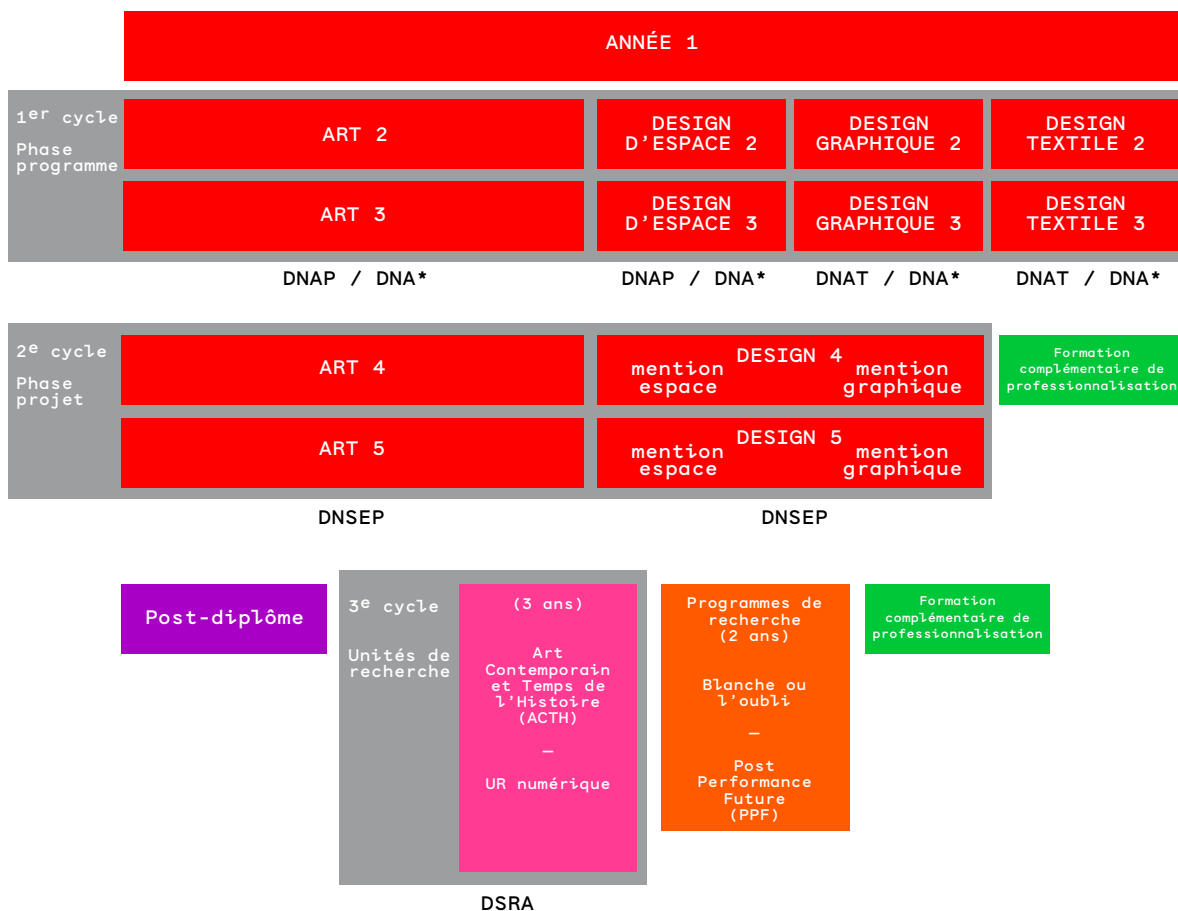 ANNÉE 1
1er cycle
Phase
programme
ART 2
DESIGN
D'ESPACE 2
DESIGN
GRAPHIQUE 2
DESIGN
TEXTILE 2
ART 3
DESIGN
D'ESPACE 3
DESIGN
GRAPHIQUE 3
DESIGN
TEXTILE 3
DNAP / DNA*
DNAP / DNA*
DNAT / DNA*
DNAT / DNA*
2e cycle
Phase
projet
ART 4
DESIGN 4
mention
espace
mention
graphique
Formation
complémentaire de
professionnalisation
ART 5
DESIGN 5
mention
espace
mention
graphique
DNSEP
DNSEP
Post-diplôme
3e cycle
Unités de
recherche
(3 ans)
Art
Contemporain
et Temps de
l'Histoire
(ACTH)
—
UR numérique
Programmes de
recherche
(2 ans)
Blanche ou
l'oubli
—
Post
Performance
Future
(PPF)
Formation
complémentaire de
professionnalisation
DSRA